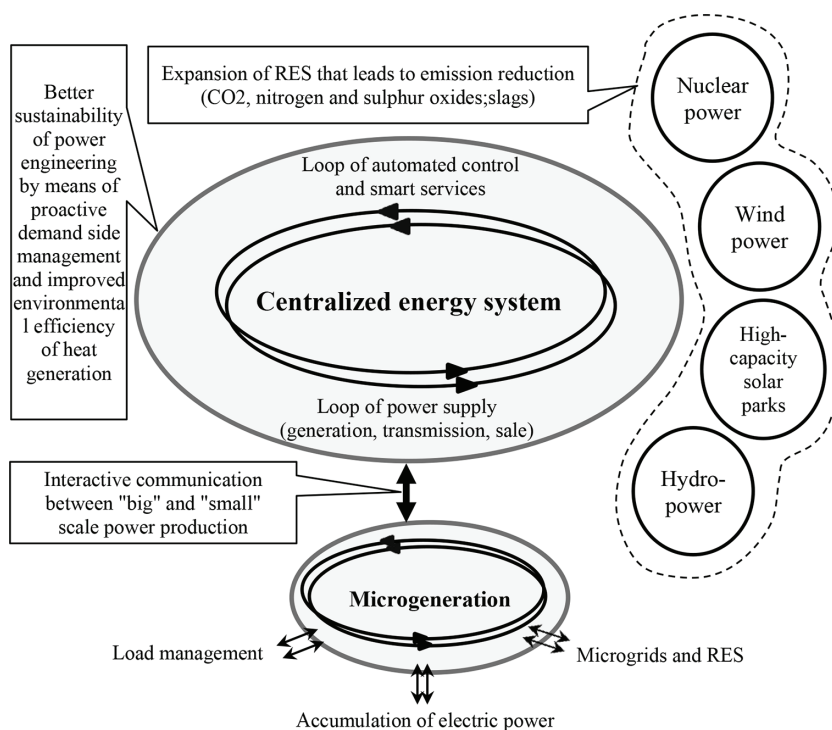 Better
sustainability
of power
engineering
by means of
proactive
demand side
management
and improved
environmenta
l efficiency
of heat
generation
Expansion of RES that leads to emission reduction
(CO2, nitrogen and sulphur oxides;slags)
Nuclear
power
Wind
power
High-
capacity
solar
parks
Hydro-
power
Loop of automated control
and smart services
Centralized energy system
Loop of power supply
(generation, transmission, sale)
Interactive communication
between "big" and "small"
scale power production
Microgeneration
Load management
Microgrids and RES
Accumulation of electric power